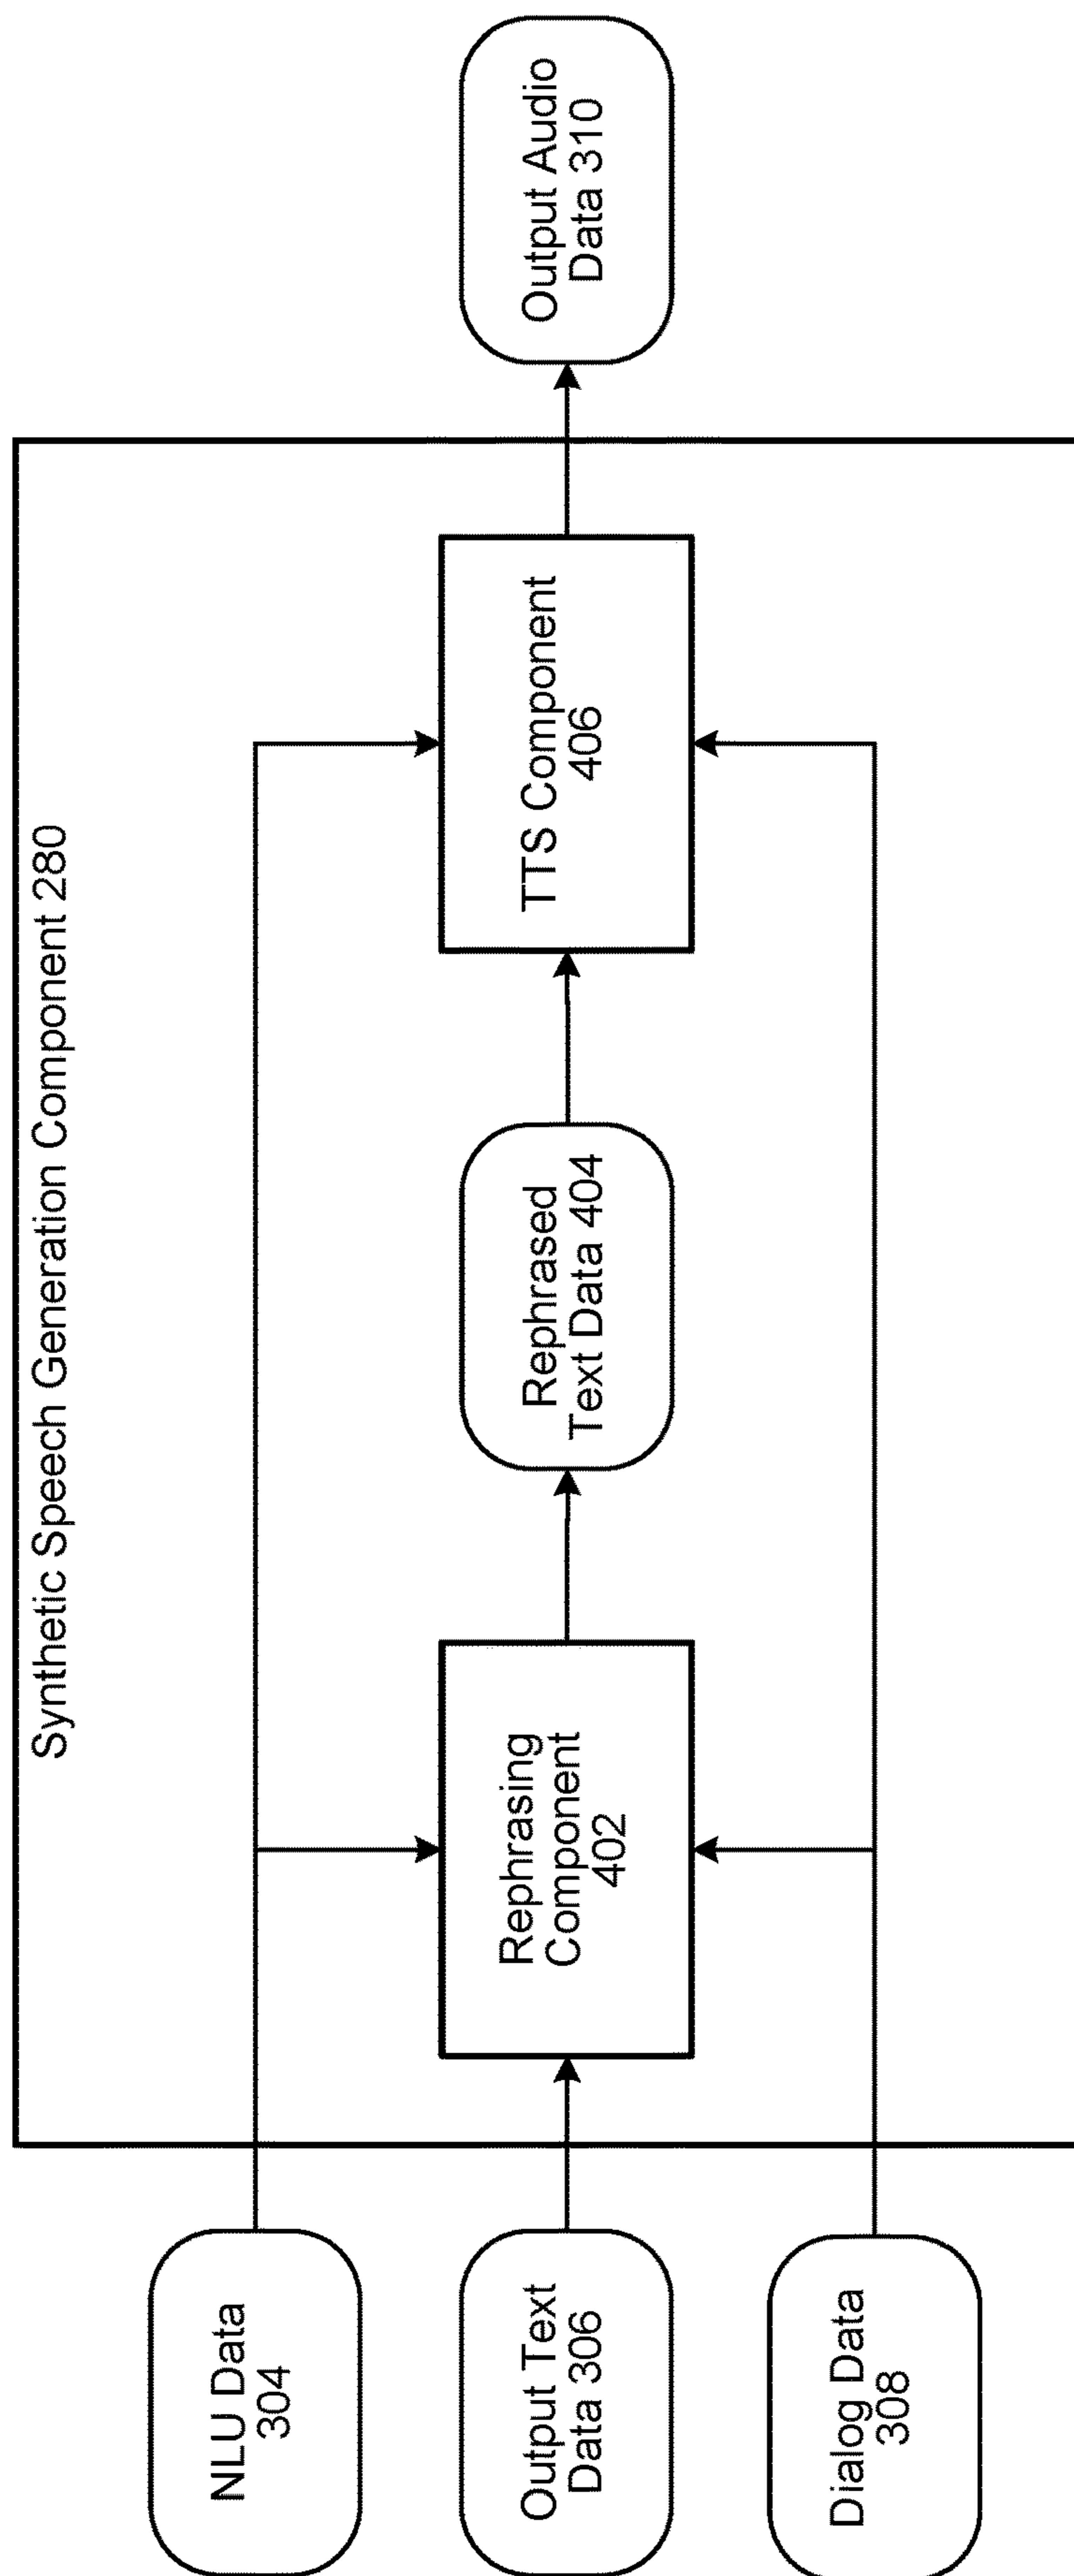 Synthetic Speech Generation Component 280
NLU Data
304
Output Text
Data 306
Dialog Data
308
Rephrasing
Component
402
Rephrased
Text Data 404
TTS Component
406
Output Audio
Data 310